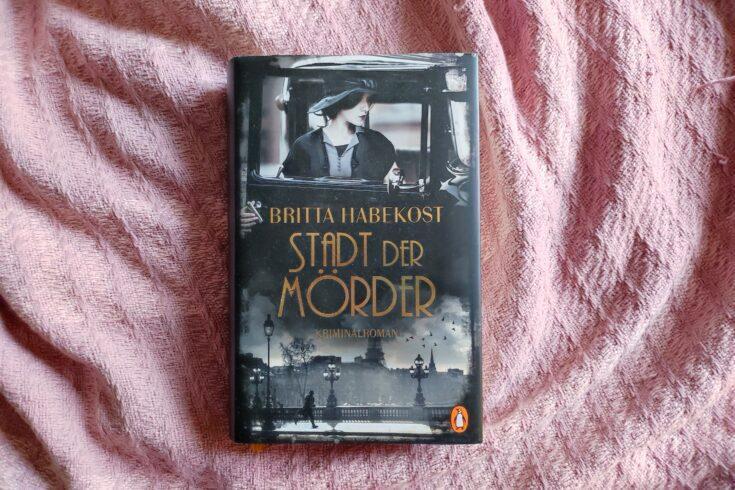 BRITTA HABEKOST
STADT DER
MÖRDER
KRIMINALROMAN